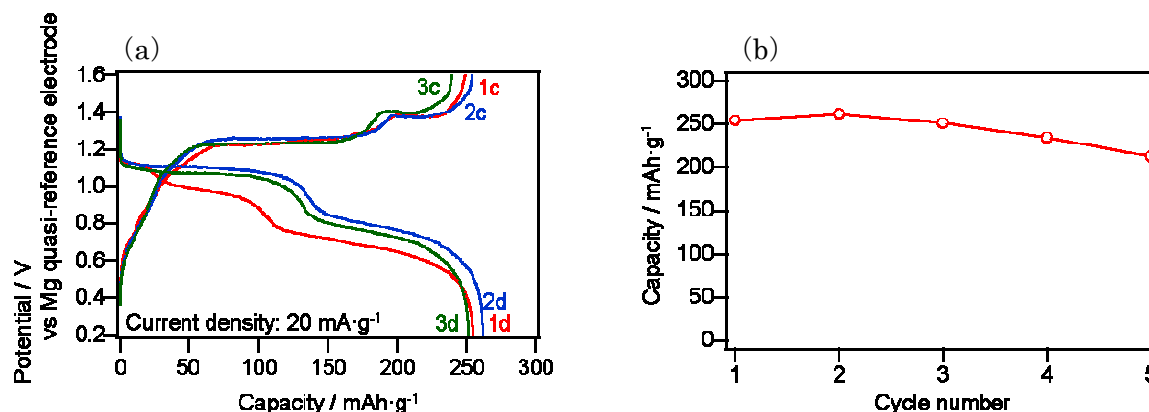 (a)
Potential / V
vs Mg quasi-reference electrode
1.6
1.4
1.2
1.0
0.8
0.6
0.4
0.2
3c
1c
2c
2d
3d
1d
Current density: 20 mA·g⁻¹
0
50
100
150
200
250
300
Capacity / mAh·g⁻¹
(b)
Capacity / mAh·g⁻¹
300
250
200
150
100
50
0
1
2
3
4
5
Cycle number